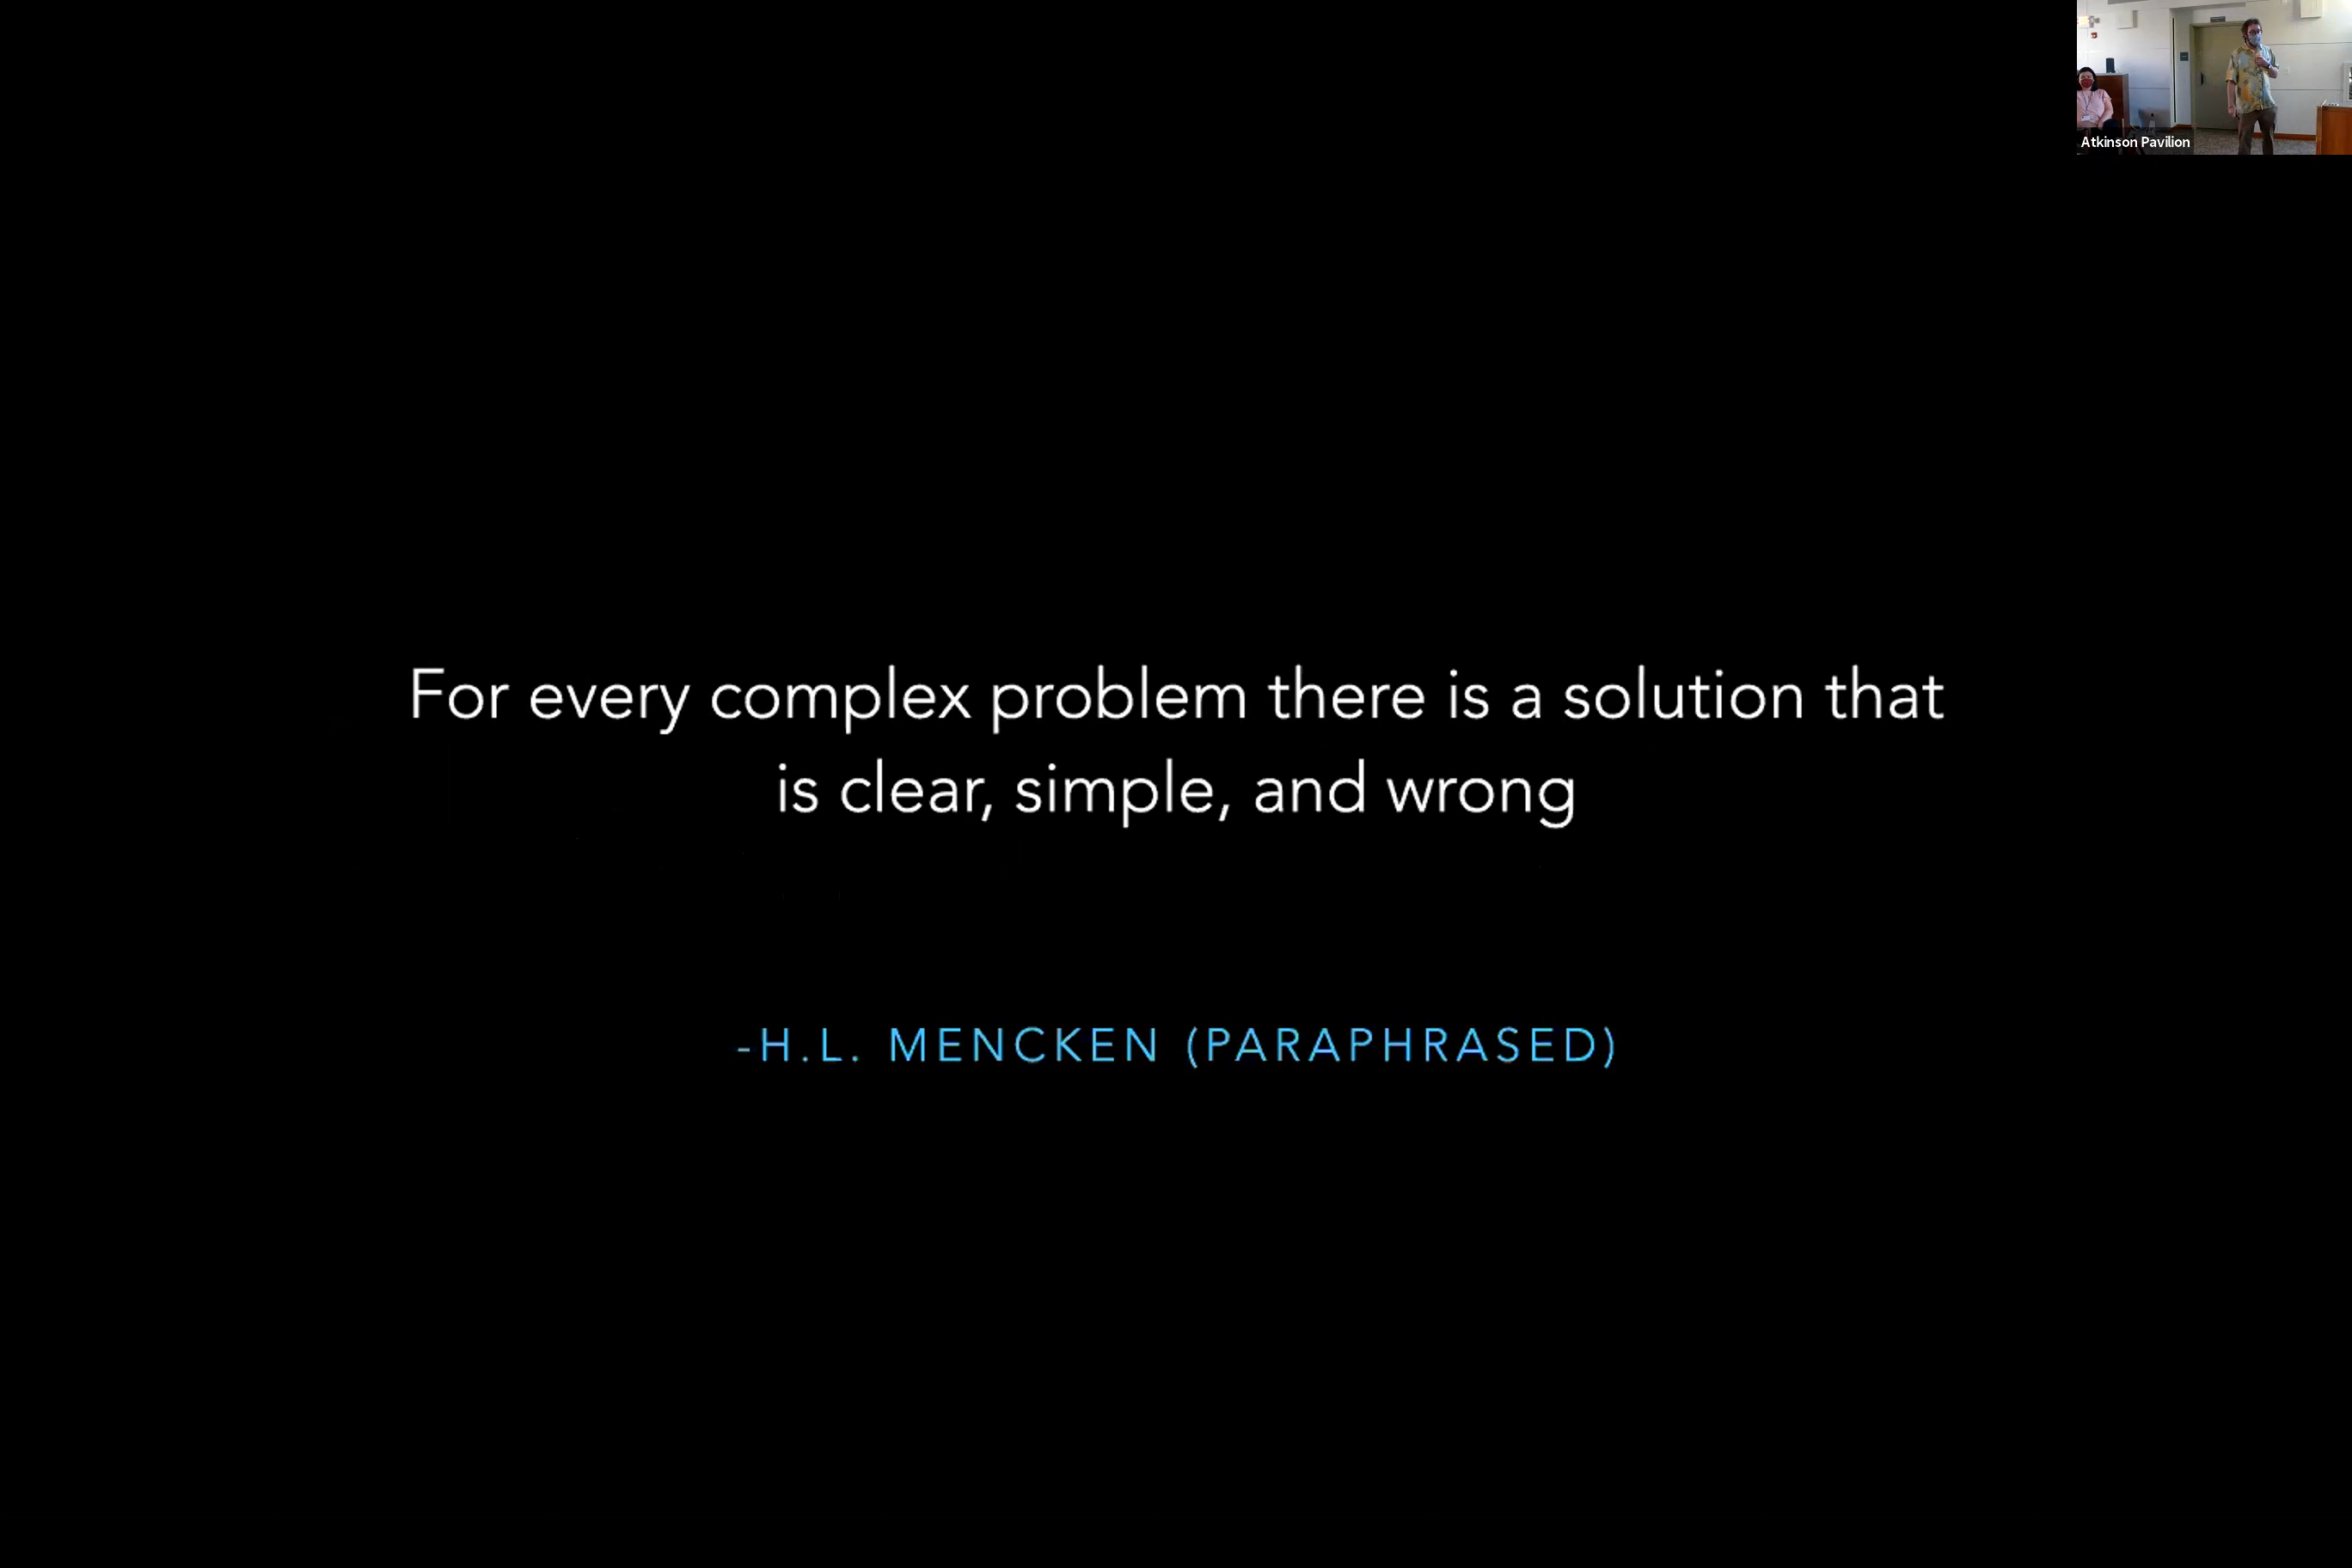 Atkinson Pavilion
For every complex problem there is a solution that
is clear, simple, and wrong
-H.L. MENCKEN (PARAPHRASED)